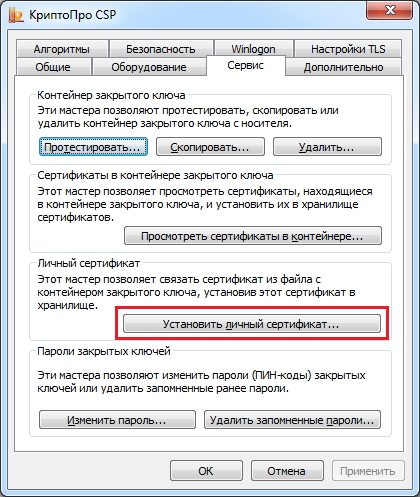 КриптоПро CSP
Алгоритмы Безопасность Winlogon Настройки TLS
Общие Оборудование Сервис Дополнительно
Контейнер закрытого ключа
Эти мастера позволяют протестировать, скопировать или
удалить контейнер закрытого ключа с носителя.
Протестировать... Скопировать... Удалить...
Сертификаты в контейнере закрытого ключа
Этот мастер позволяет просмотреть сертификаты, находящиеся
в контейнере закрытого ключа, и установить их в хранилище
сертификатов.
Просмотреть сертификаты в контейнере...
Личный сертификат
Этот мастер позволяет связать сертификат из файла с
контейнером закрытого ключа, установив этот сертификат в
хранилище.
Установить личный сертификат...
Пароли закрытых ключей
Эти мастера позволяют изменить пароли (ПИН-коды) закрытых
ключей или удалить запомненные ранее пароли.
Изменить пароль... Удалить запомненные пароли...
ОК Отмена Применить